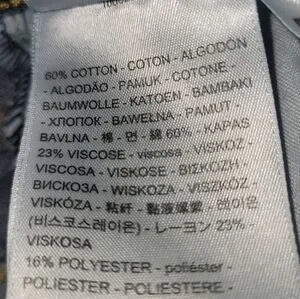 60% COTTON - COTON - ALGODÓN
- ALGODÃO - PAMUK - COTONE -
BAUMWOLLE - KATOEN - BAMBAKI
- ХЛОПОК - BAWEŁNA - PAMUT -
BAVLNA - 棉 - 면 - 綿 60% - KAPAS
23% VISCOSE - viscosa - VISKOZ -
VISCOSA - VISKOSE - ΒΙΣΚΟΖΗ -
ВИСКОЗА - WISKOZA - VISZKÓZ -
VISKÓZA - 粘纤 - 黏液嫘縈 - 레이온
(비스코스레이온) - レーヨン 23% -
VISKOSA
16% POLYESTER - poliéster -
POLIESTER - POLIESTERE -